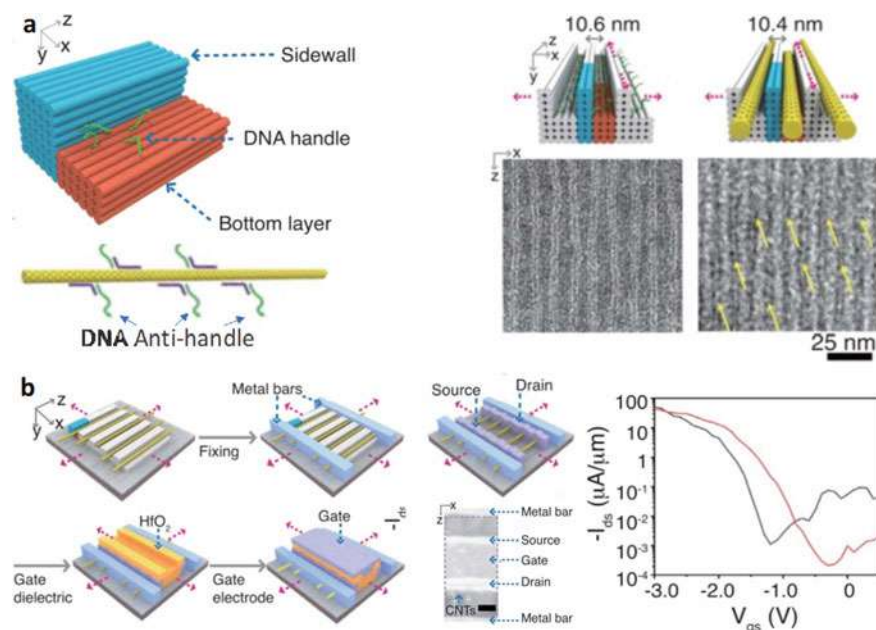 a
z
x
y
Sidewall
DNA handle
Bottom layer
DNA Anti-handle
10.6 nm
10.4 nm
z
x
y
x
z
25 nm
b
z
x
y
Fixing
Metal bars
Source
Drain
Gate
dielectric
HfO2
Gate
electrode
Gate
-Ids
x
z
Metal bar
Source
Gate
Drain
CNTs
Metal bar
-Ids (μA/μm)
100
50
1
10-1
10-2
10-3
10-4
-3.0
-2.0
-1.0
0
Vgs (V)